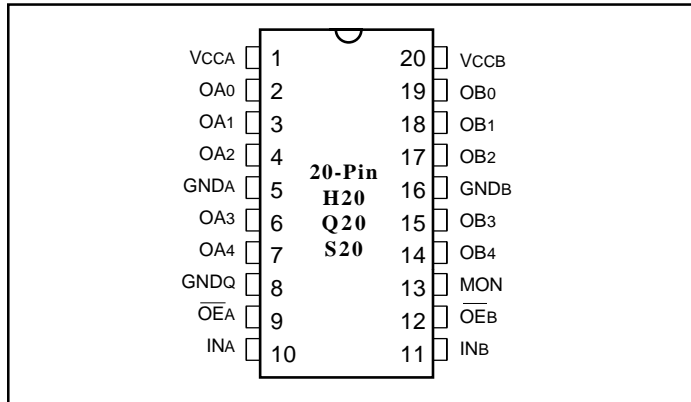 VCCA 1 20 VCCB
OA0 2 19 OB0
OA1 3 18 OB1
OA2 4 17 OB2
GNDA 5 16 GNDB
OA3 6 15 OB3
OA4 7 14 OB4
GNDQ 8 13 MON
O̅E̅A 9 12 O̅E̅B
INA 10 11 INB
20-Pin
H20
Q20
S20